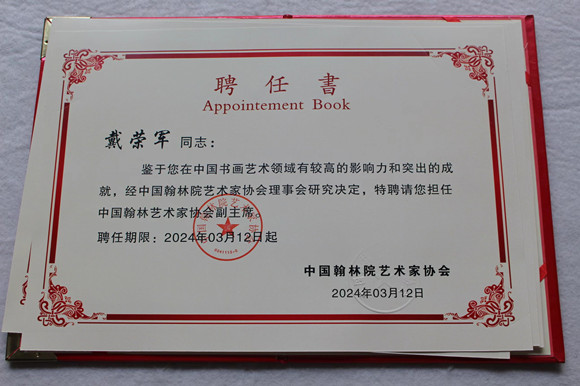 聘任書
Appointement Book
戴荣军 同志：
鉴于您在中国书画艺术领域有较高的影响力和突出的成
就，经中国翰林院艺术家协会理事会研究决定，特聘请您担任
中国翰林艺术家协会副主席。
聘任期限：2024年03月12日起
中国翰林院艺术家协会
2024年03月12日